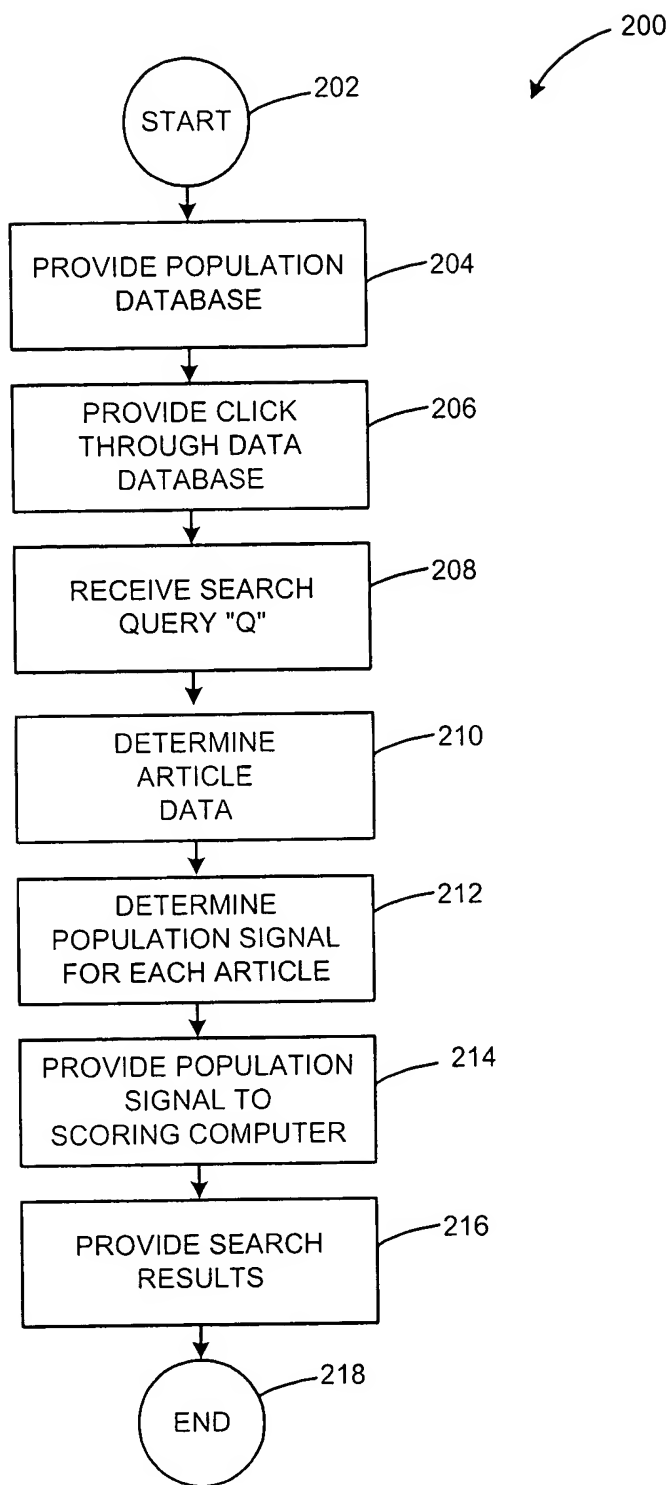 200
START
202
PROVIDE POPULATION
DATABASE
204
PROVIDE CLICK
THROUGH DATA
DATABASE
206
RECEIVE SEARCH
QUERY "Q"
208
DETERMINE
ARTICLE
DATA
210
DETERMINE
POPULATION SIGNAL
FOR EACH ARTICLE
212
PROVIDE POPULATION
SIGNAL TO
SCORING COMPUTER
214
PROVIDE SEARCH
RESULTS
216
END
218